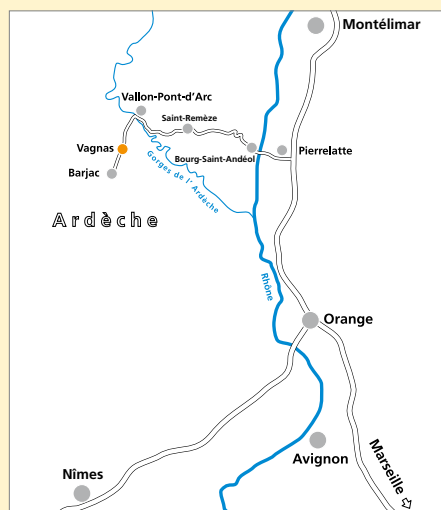 Montélimar
Vallon-Pont-d'Arc
Saint-Remèze
Vagnas
Pierrelatte
Bourg-Saint-Andéol
Barjac
Gorges de l' Ardèche
Ardèche
Rhône
Orange
Avignon
Marseille
Nîmes